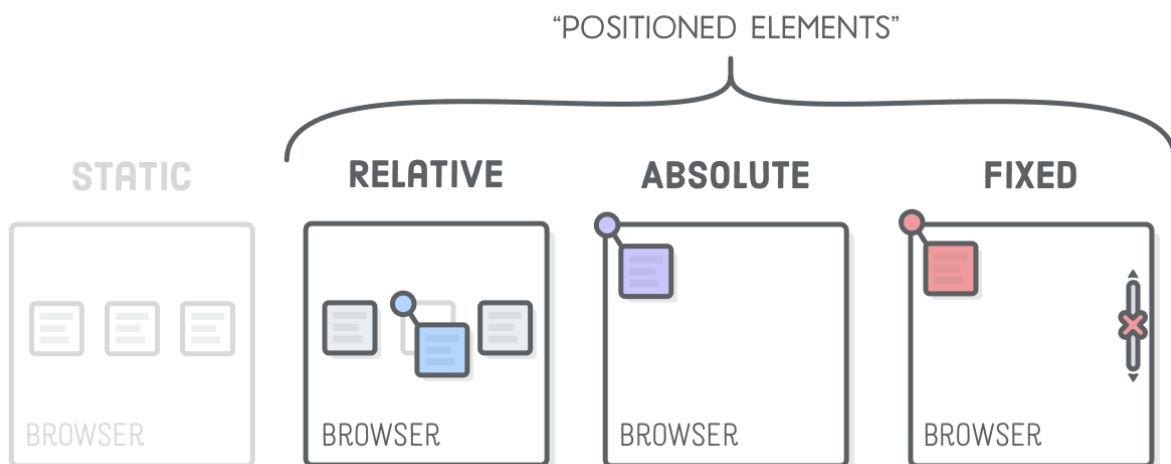 “POSITIONED ELEMENTS”
STATIC
RELATIVE
ABSOLUTE
FIXED
BROWSER
BROWSER
BROWSER
BROWSER